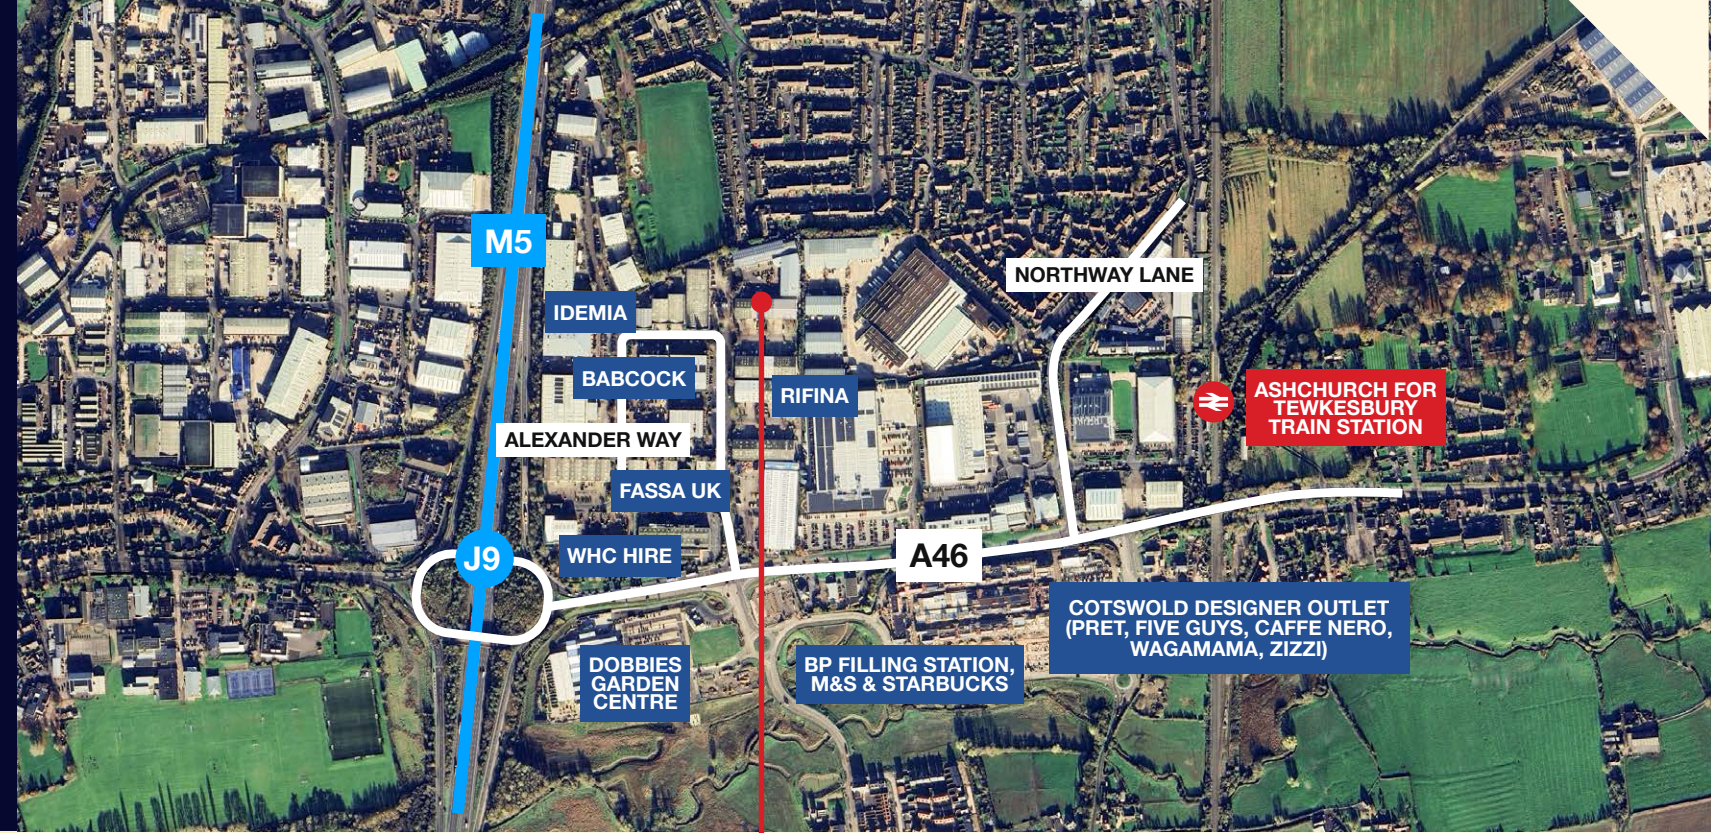 M5
NORTHWAY LANE
IDEMIA
BABCOCK
RIFINA
ASHCHURCH FOR
TEWKESBURY
TRAIN STATION
ALEXANDER WAY
FASSA UK
J9
WHC HIRE
A46
COTSWOLD DESIGNER OUTLET
(PRET, FIVE GUYS, CAFFE NERO,
WAGAMAMA, ZIZZI)
DOBBIES
GARDEN
CENTRE
BP FILLING STATION,
M&S & STARBUCKS